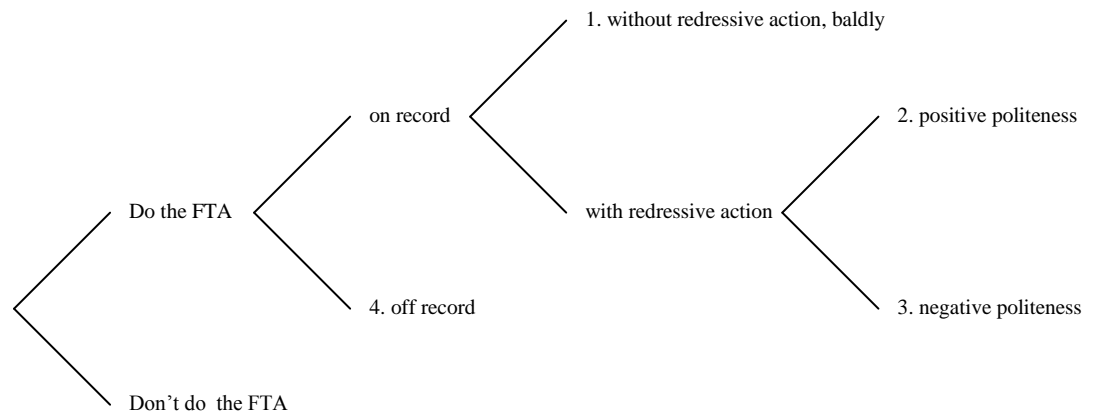 1. without redressive action, baldly
on record
2. positive politeness
Do the FTA
with redressive action
4. off record
3. negative politeness
Don’t do  the FTA